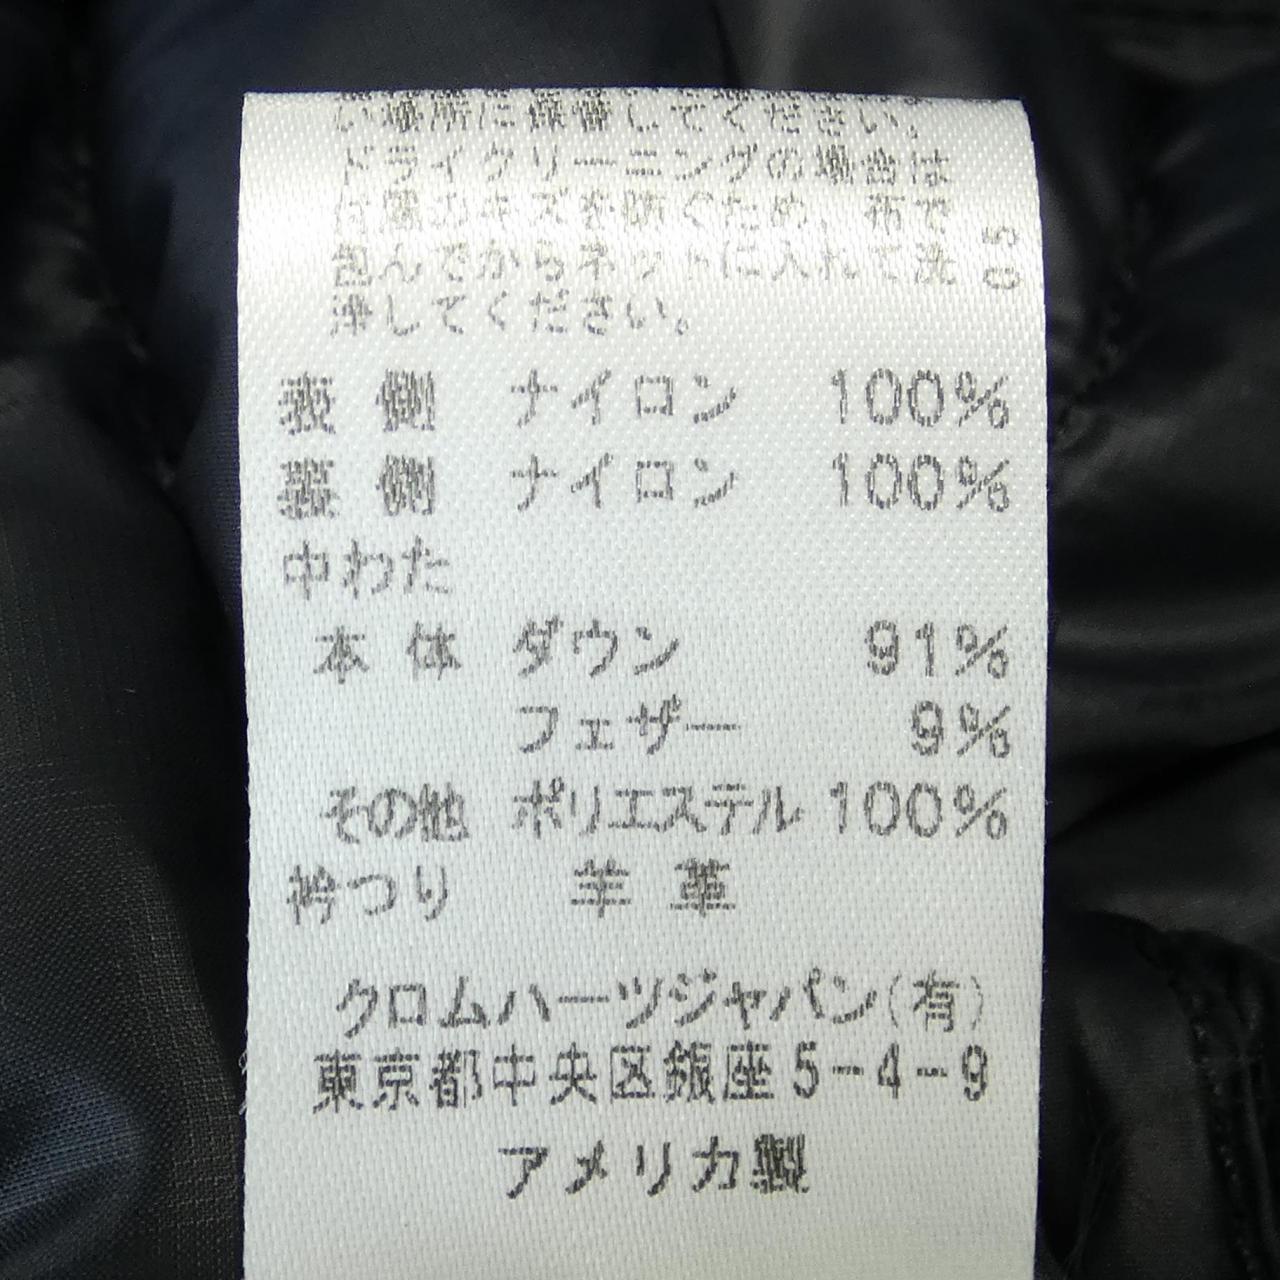 い場所に保管してください。
ドライクリーニングの場合は
付属のキズを防ぐため、布で
包んでからネットに入れて洗
浄してください。
05
表側 ナイロン 100%
裏側 ナイロン 100%
中わた
本体 ダウン 91%
フェザー 9%
その他 ポリエステル 100%
衿つり 羊革
クロムハーツジャパン(有)
東京都中央区銀座5-4-9
アメリカ製